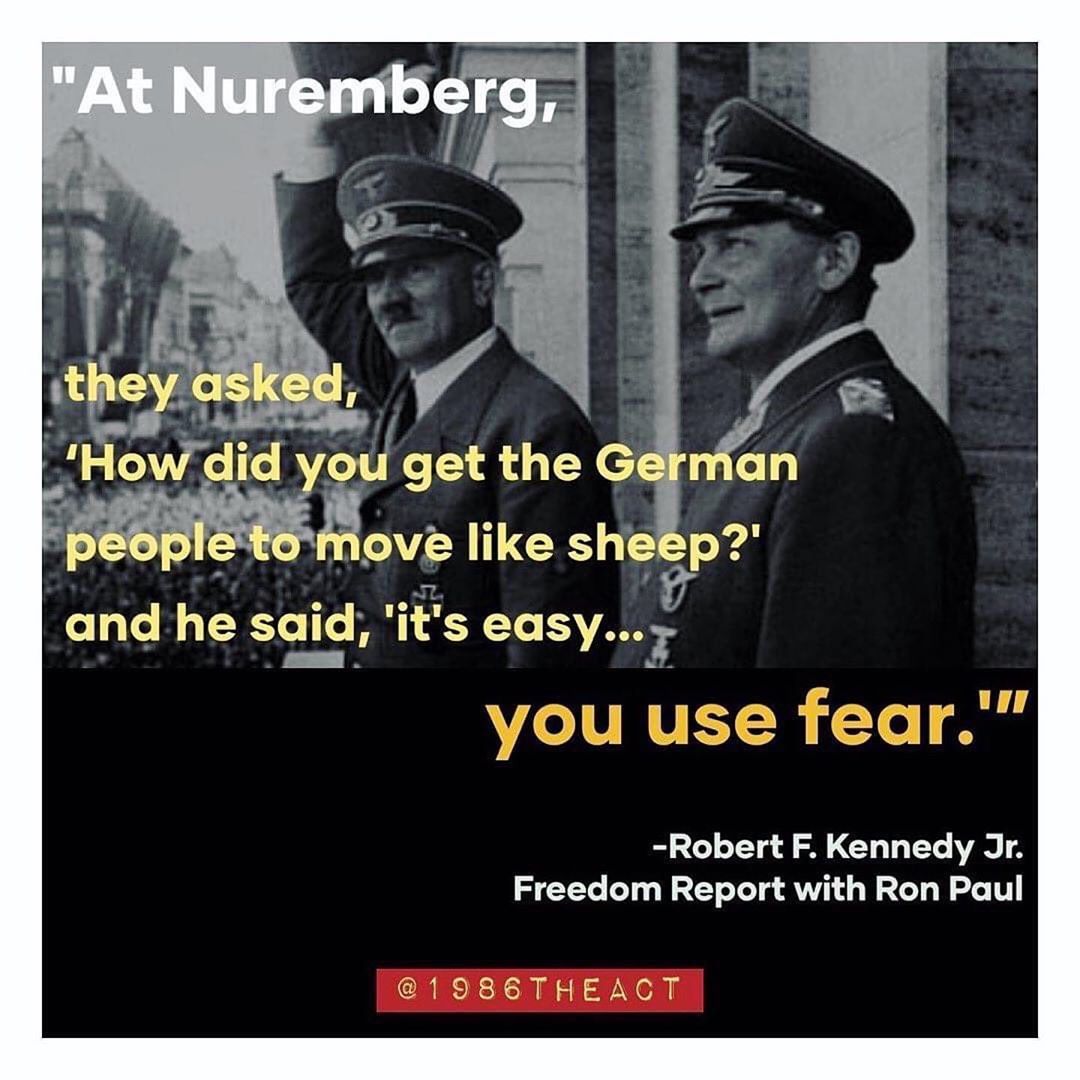 "At Nuremberg,
they asked,
‘How did you get the German
people to move like sheep?'
and he said, 'it's easy...
you use fear.'"
-Robert F. Kennedy Jr.
Freedom Report with Ron Paul
@1986THEACT